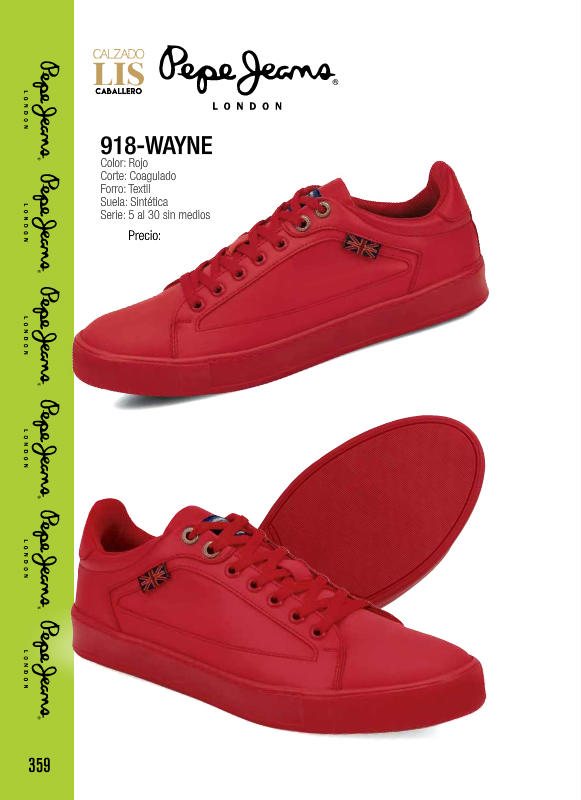 CALZADO
LIS
CABALLERO
Pepe Jeans®
LONDON
918-WAYNE
Color: Rojo
Corte: Coagulado
Forro: Textil
Suela: Sintética
Serie: 5 al 30 sin medios
Precio:
Pepe Jeans®
LONDON
Pepe Jeans®
LONDON
Pepe Jeans®
LONDON
Pepe Jeans®
LONDON
Pepe Jeans®
LONDON
Pepe Jeans®
LONDON
359